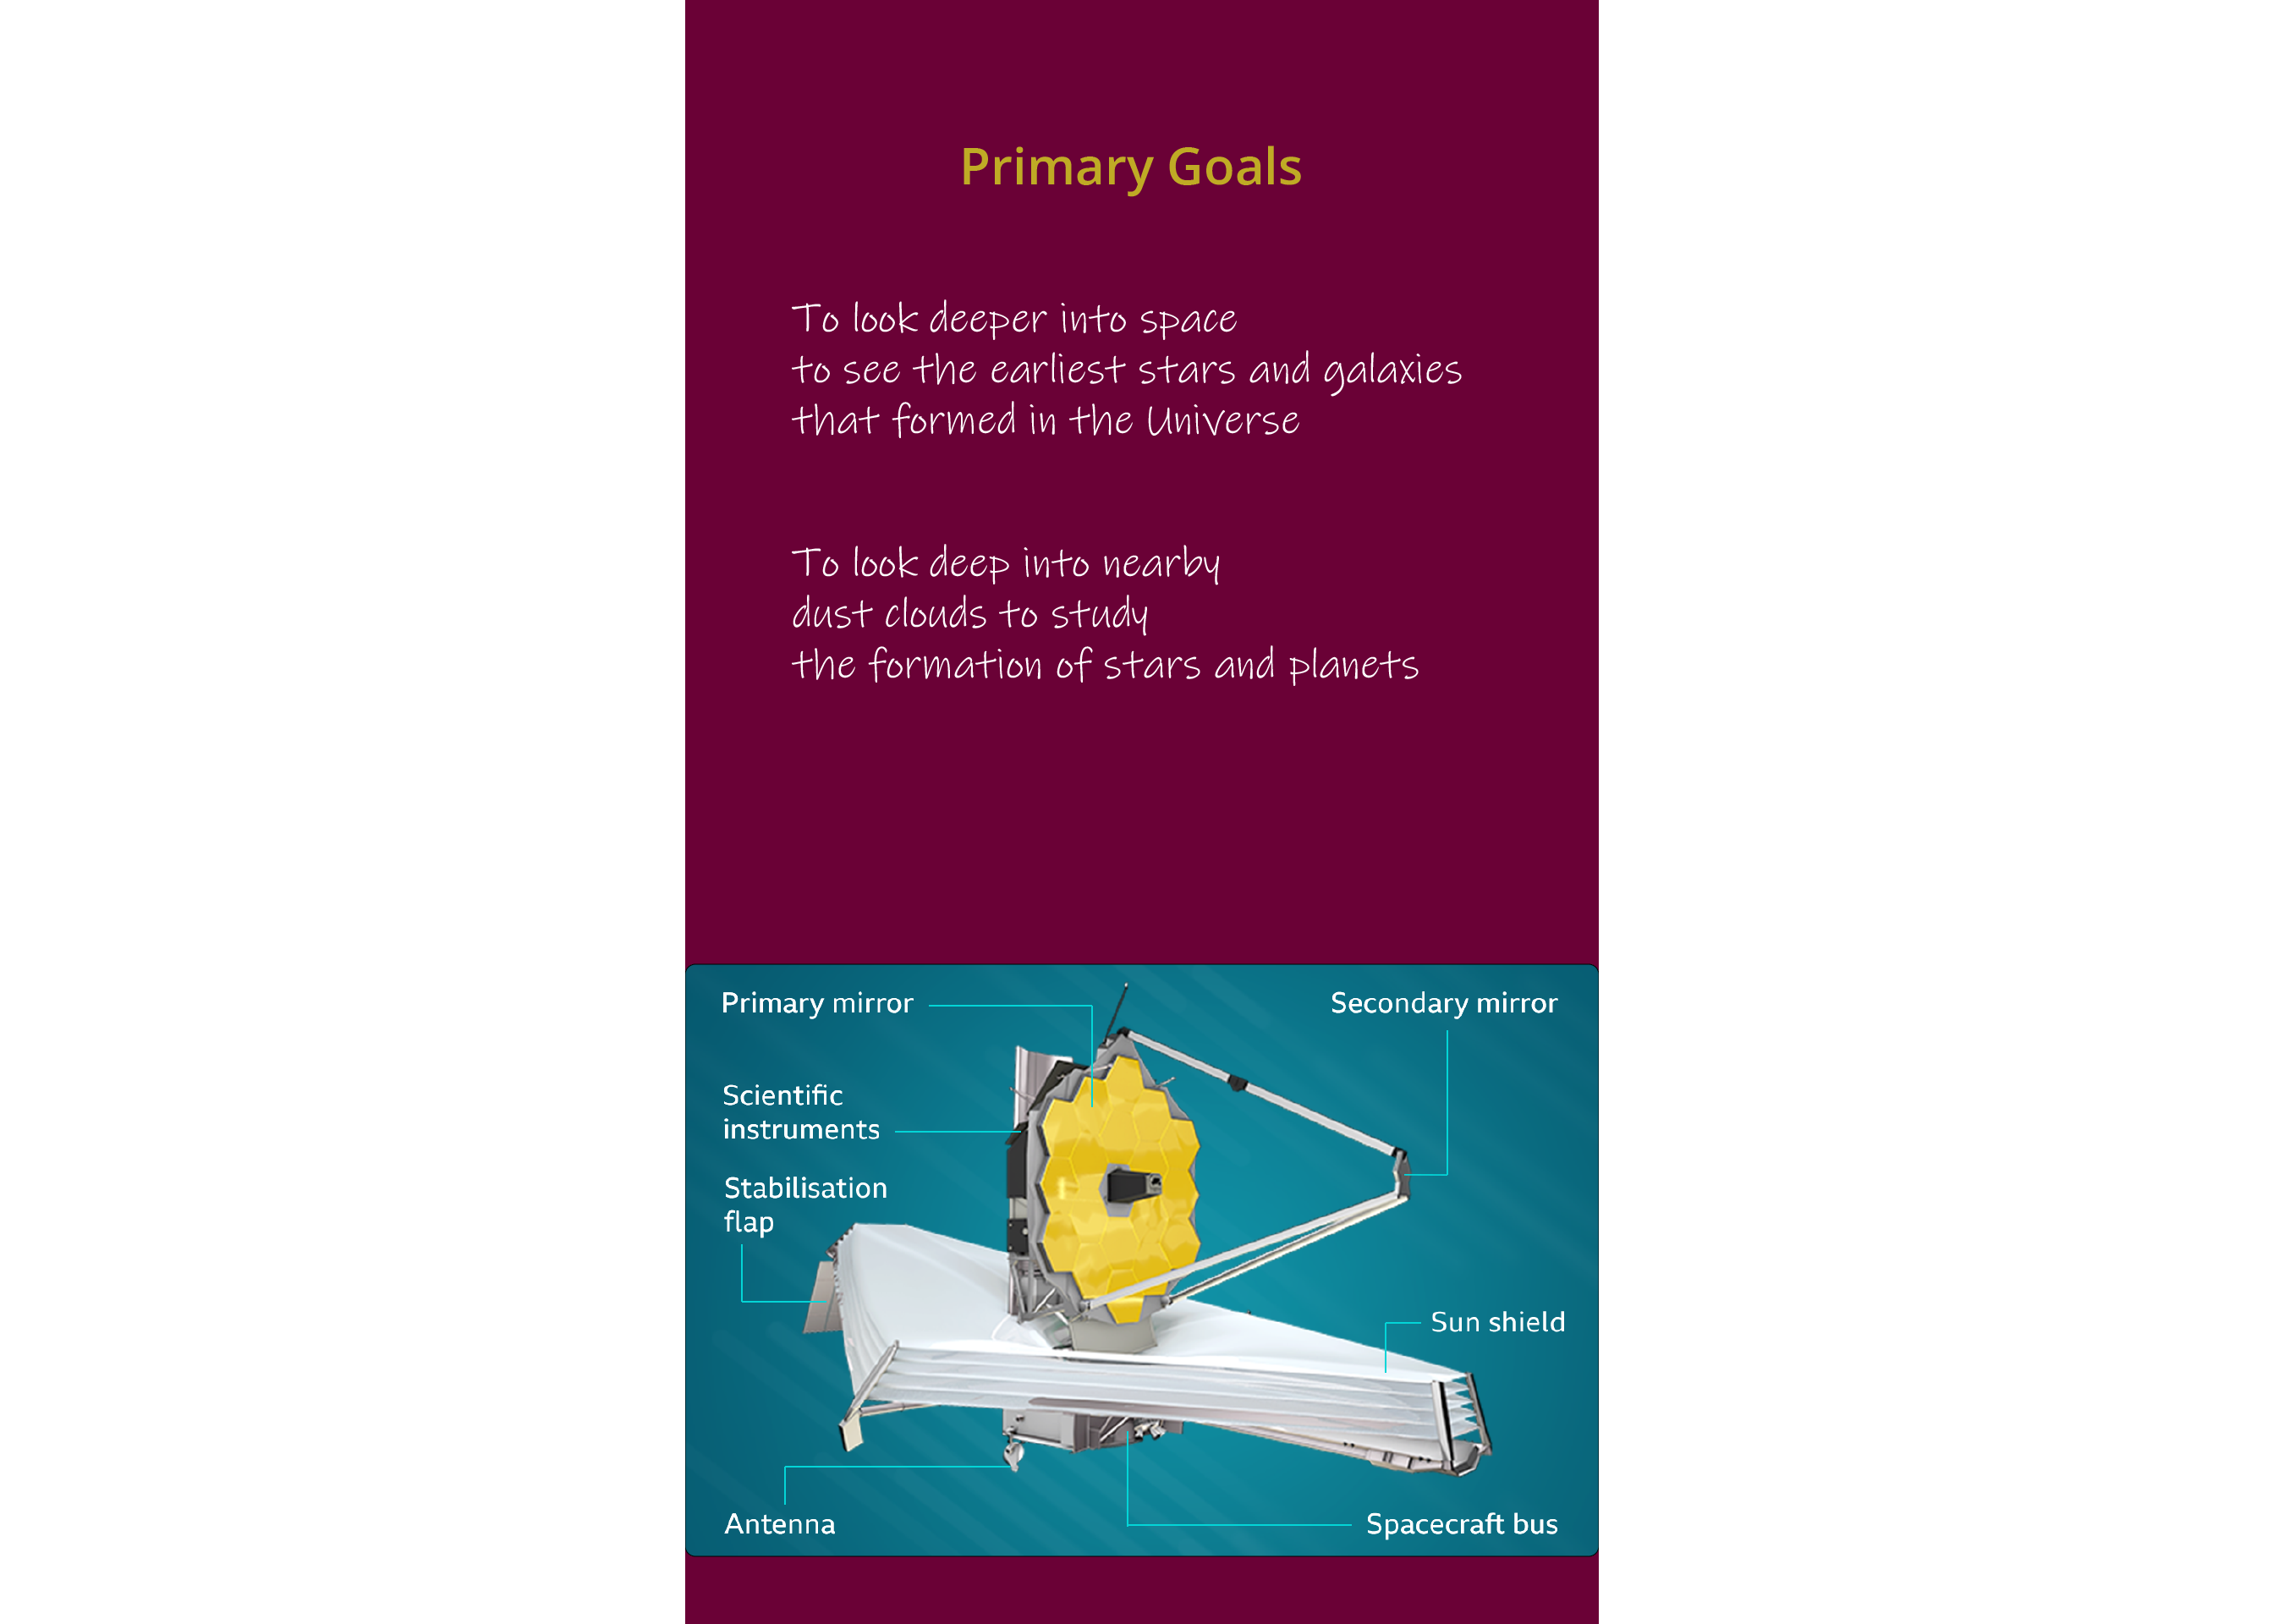 Primary Goals
To look deeper into space
to see the earliest stars and galaxies
that formed in the Universe
To look deep into nearby
dust clouds to study
the formation of stars and planets
Primary mirror
Secondary mirror
Scientific
instruments
Stabilisation
flap
Sun shield
Antenna
Spacecraft bus